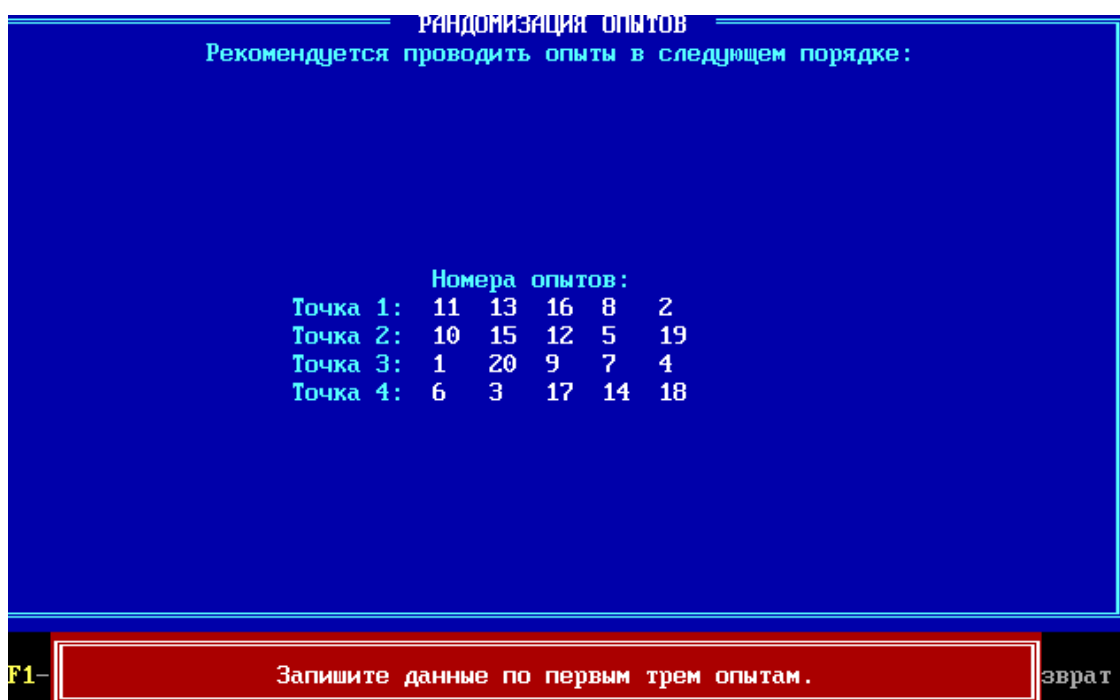 РАНДОМИЗАЦИЯ ОПЫТОВ
Рекомендуется проводить опыты в следующем порядке:
Номера опытов:
Точка 1: 11 13 16 8 2
Точка 2: 10 15 12 5 19
Точка 3: 1 20 9 7 4
Точка 4: 6 3 17 14 18
F1- Запишите данные по первым трем опытам. зврат